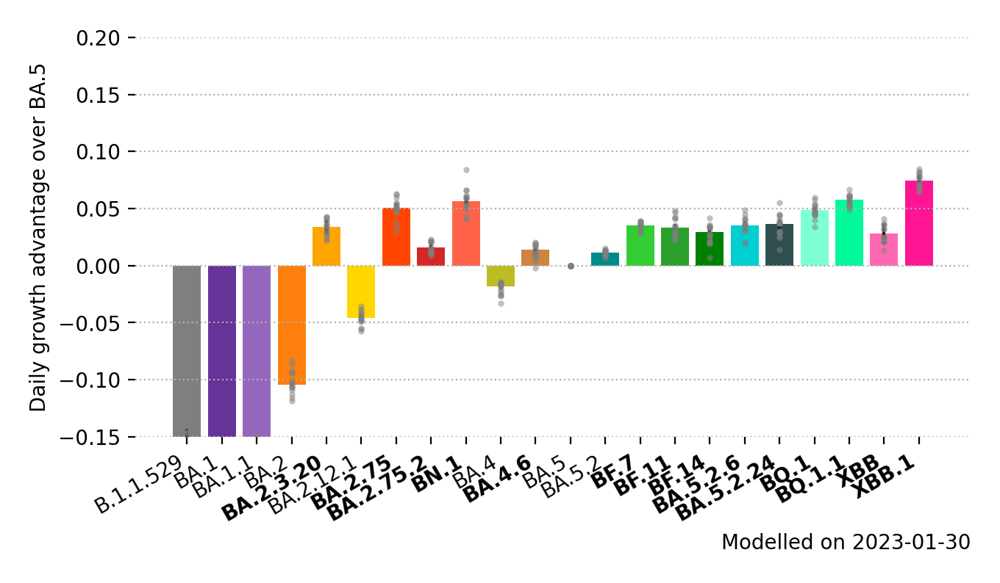 0.20
0.15
0.10
0.05
0.00
−0.05
−0.10
−0.15
Daily growth advantage over BA.5
B.1.1.529
BA.1
BA.1.1
BA.2
BA.2.3.20
BA.2.12.1
BA.2.75
BA.2.75.2
BN.1
BA.4
BA.4.6
BA.5
BA.5.2
BF.7
BF.11
BF.14
BA.5.2.6
BA.5.2.24
BQ.1
BQ.1.1
XBB
XBB.1
Modelled on 2023-01-30